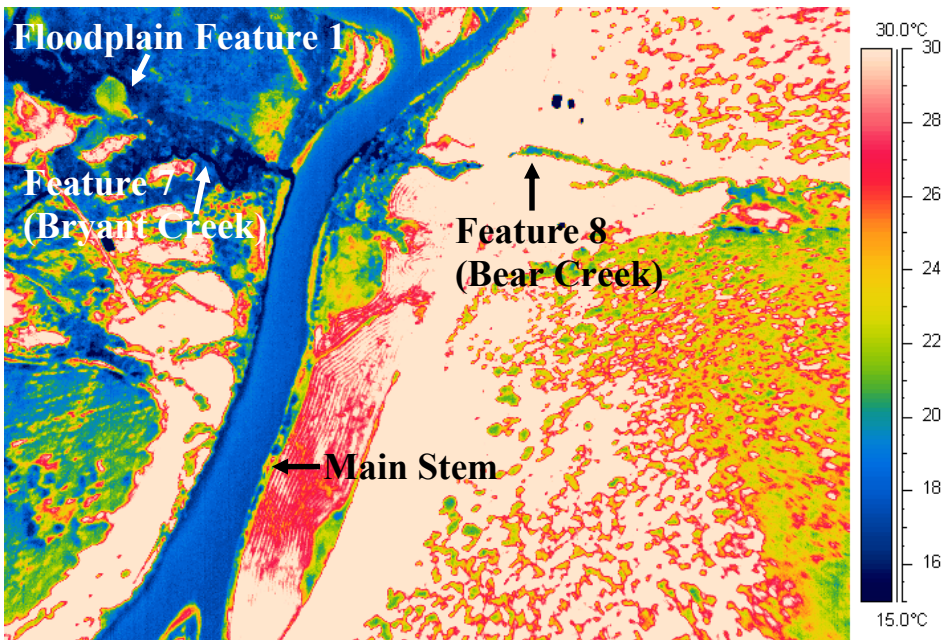 Floodplain Feature 1
Feature 7
(Bryant Creek)
Feature 8
(Bear Creek)
Main Stem
30.0°C
30
28
26
24
22
20
18
16
15.0°C